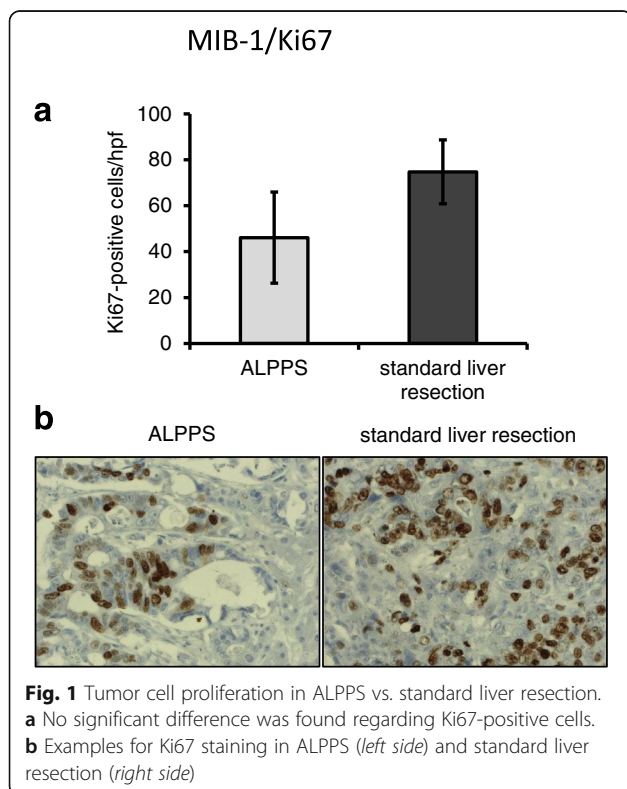 MIB-1/Ki67
a
Ki67-positive cells/hpf
100
80
60
40
20
0
ALPPS
standard liver
resection
b
ALPPS
standard liver resection
Fig. 1 Tumor cell proliferation in ALPPS vs. standard liver resection.
a No significant difference was found regarding Ki67-positive cells.
b Examples for Ki67 staining in ALPPS (left side) and standard liver
resection (right side)